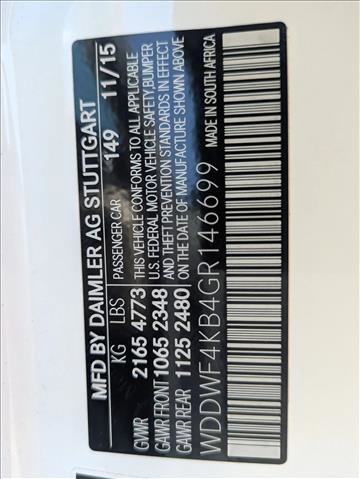 MFD BY DAIMLER AG STUTTGART
KG LBS PASSENGER CAR 149 11/15
GVWR 2165 4773 THIS VEHICLE CONFORMS TO ALL APPLICABLE
GAWR FRONT 1065 2348 U.S. FEDERAL MOTOR VEHICLE SAFETY, BUMPER
GAWR REAR 1125 2480 AND THEFT PREVENTION STANDARDS IN EFFECT
ON THE DATE OF MANUFACTURE SHOWN ABOVE
WDDWF4KB4GR146699 MADE IN SOUTH AFRICA